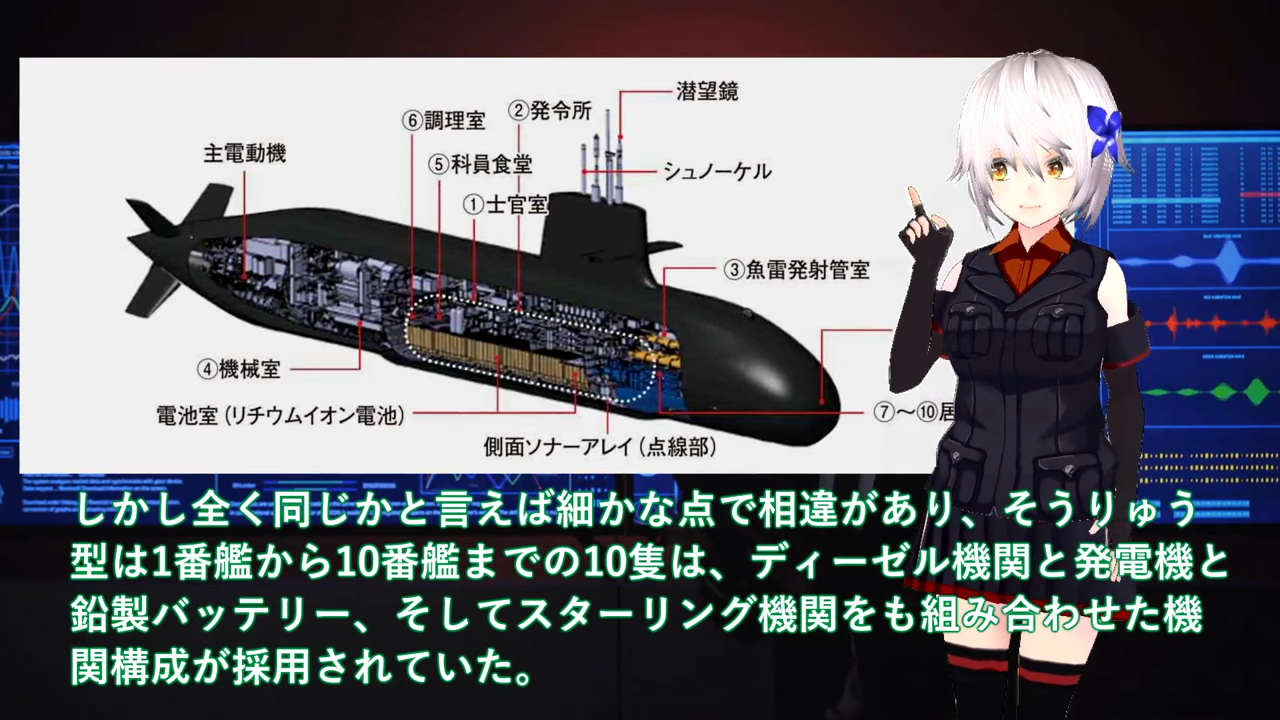 潜望鏡
②発令所
⑥調理室
主電動機
⑤科員食堂
シュノーケル
①士官室
③魚雷発射管室
④機械室
電池室(リチウムイオン電池)
⑦～⑩居
側面ソナーアレイ(点線部)
しかし全く同じかと言えば細かな点で相違があり、そうりゅう
型は1番艦から10番艦までの10隻は、ディーゼル機関と発電機と
鉛製バッテリー、そしてスターリング機関をも組み合わせた機
関構成が採用されていた。